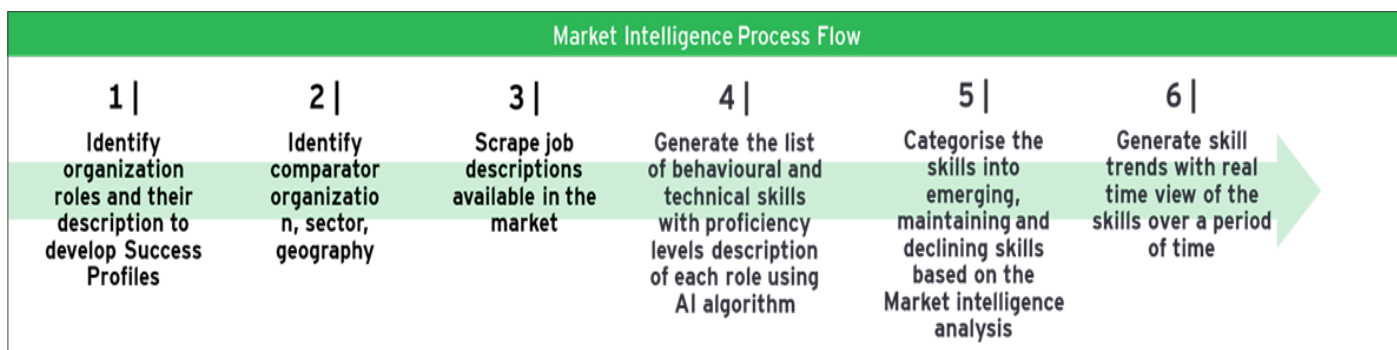 Market Intelligence Process Flow
1|
Identify
organization
roles and their
description to
develop Success
Profiles
2|
Identify
comparator
organizatio
n, sector,
geography
3|
Scrape job
descriptions
available in the
market
4|
Generate the list
of behavioural and
technical skills
with proficiency
levels description
of each role using
AI algorithm
5|
Categorise the
skills into
emerging,
maintaining and
declining skills
based on the
Market intelligence
analysis
6|
Generate skill
trends with real
time view of the
skills over a period
of time